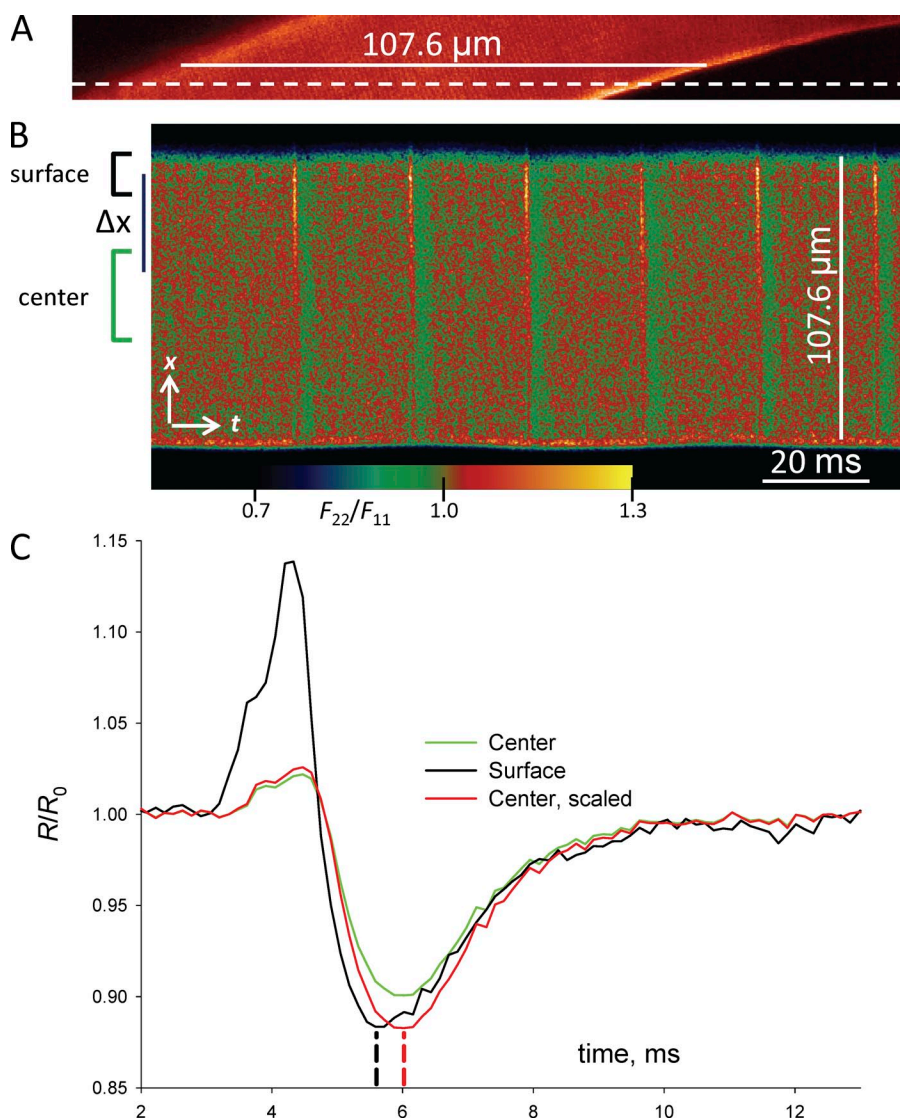 A
107.6 µm
B
surface
Δx
center
x
t
107.6 µm
20 ms
0.7
F22/F11
1.0
1.3
C
1.15
1.10
1.05
1.00
0.95
0.90
0.85
R/R0
Center
Surface
Center, scaled
time, ms
2
4
6
8
10
12